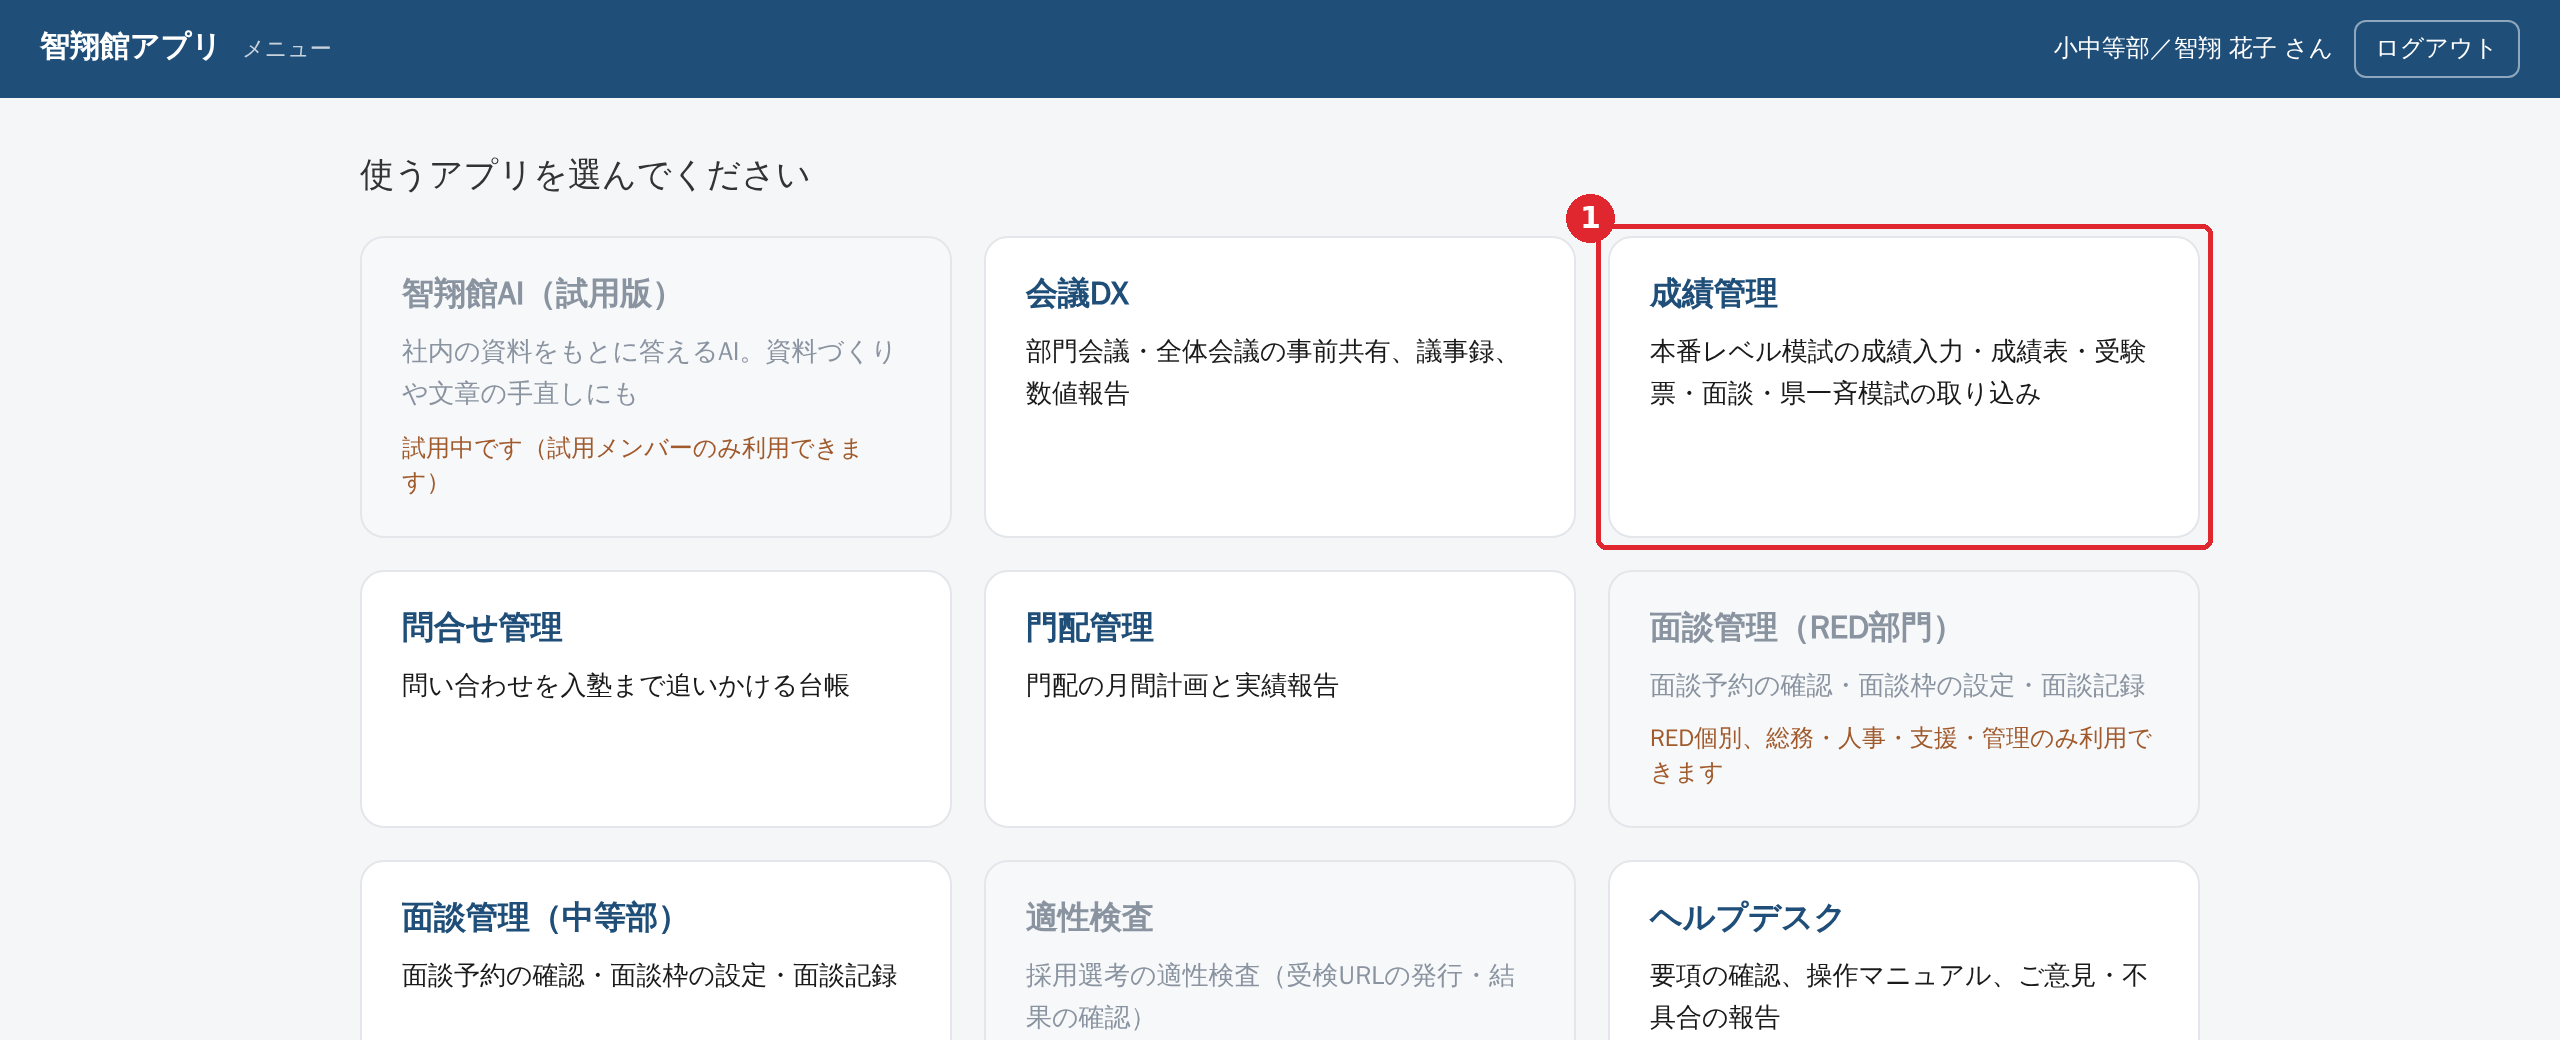 智翔館アプリ メニュー
小中等部／智翔 花子 さん ログアウト
使うアプリを選んでください
1
智翔館AI（試用版）
社内の資料をもとに答えるAI。資料づくり
や文章の手直しにも
試用中です（試用メンバーのみ利用できま
す）
会議DX
部門会議・全体会議の事前共有、議事録、
数値報告
成績管理
本番レベル模試の成績入力・成績表・受験
票・面談・県一斉模試の取り込み
問合せ管理
問い合わせを入塾まで追いかける台帳
門配管理
門配の月間計画と実績報告
面談管理（RED部門）
面談予約の確認・面談枠の設定・面談記録
RED個別、総務・人事・支援・管理のみ利用で
きます
面談管理（中等部）
面談予約の確認・面談枠の設定・面談記録
適性検査
採用選考の適性検査（受検URLの発行・結
果の確認）
ヘルプデスク
要項の確認、操作マニュアル、ご意見・不
具合の報告